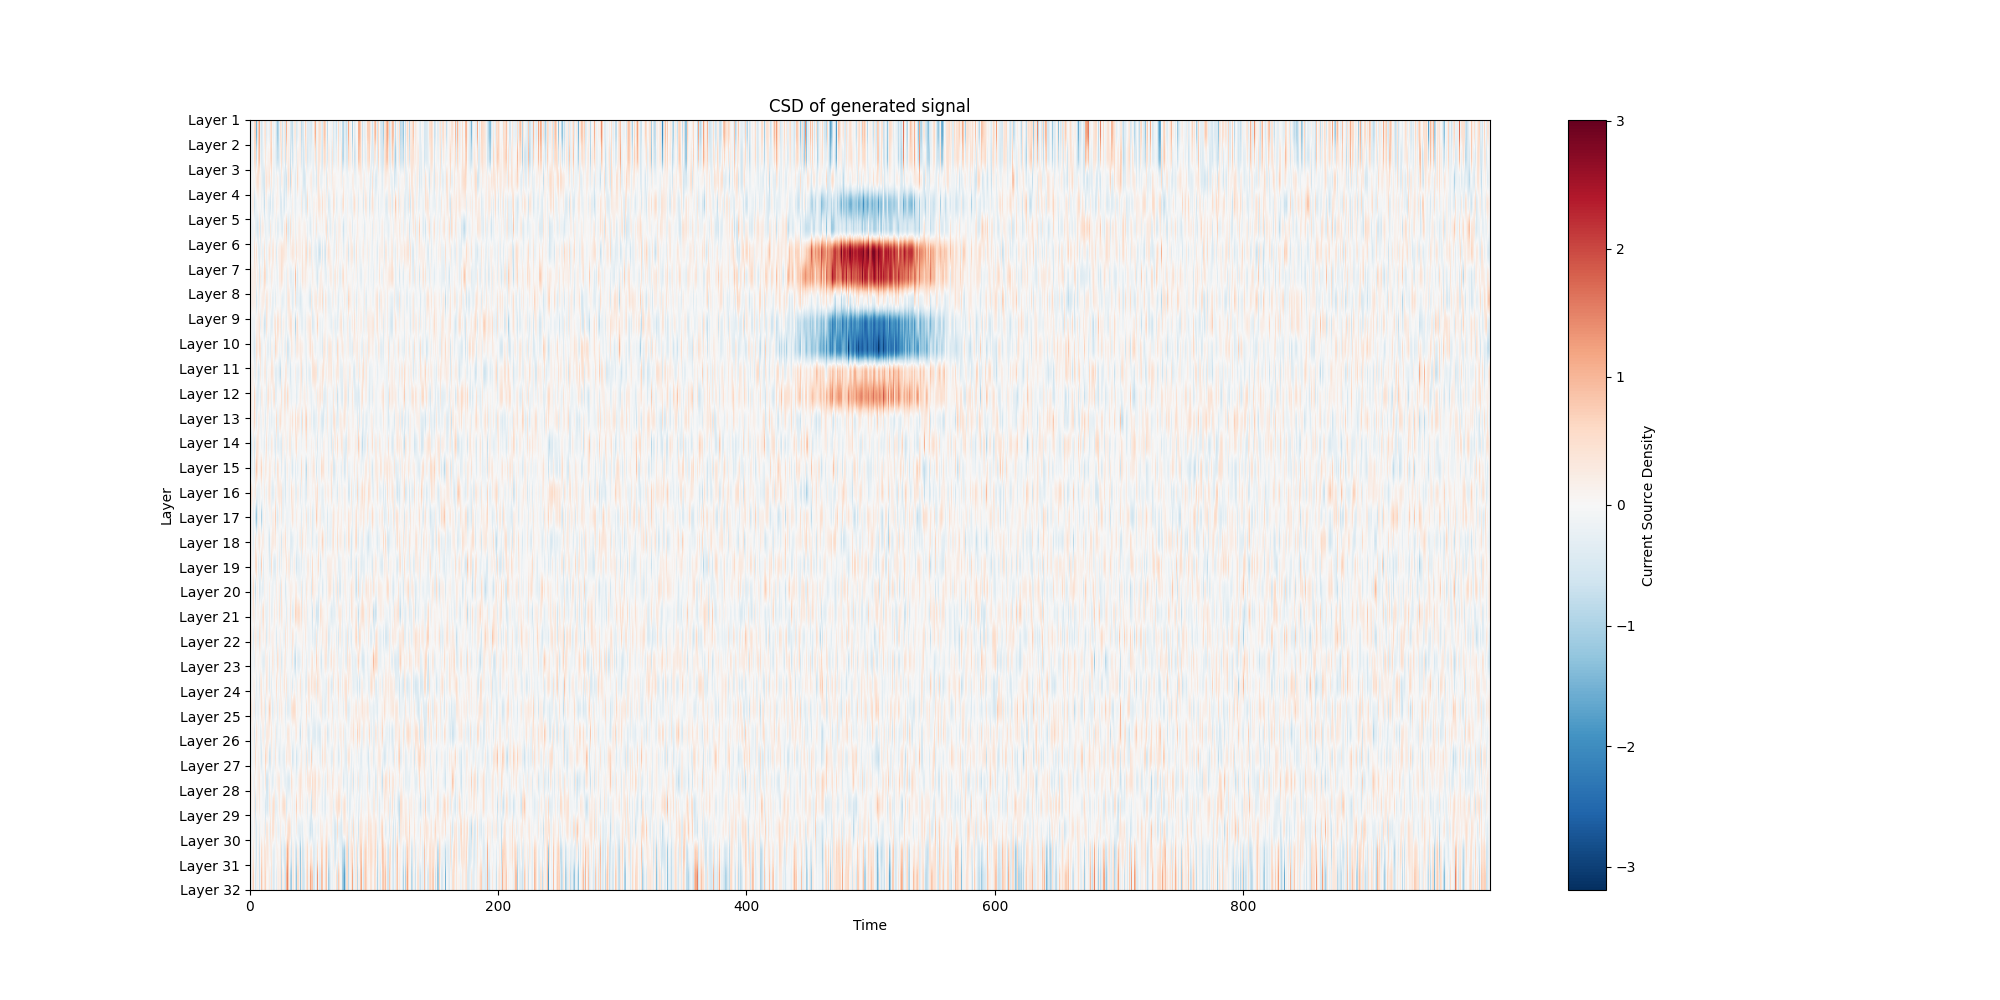 CSD of generated signal
Layer 1
Layer 2
Layer 3
Layer 4
Layer 5
Layer 6
Layer 7
Layer 8
Layer 9
Layer 10
Layer 11
Layer 12
Layer 13
Layer 14
Layer 15
Layer 16
Layer 17
Layer 18
Layer 19
Layer 20
Layer 21
Layer 22
Layer 23
Layer 24
Layer 25
Layer 26
Layer 27
Layer 28
Layer 29
Layer 30
Layer 31
Layer 32
Layer
0 200 400 600 800
Time
3
2
1
0
−1
−2
−3
Current Source Density